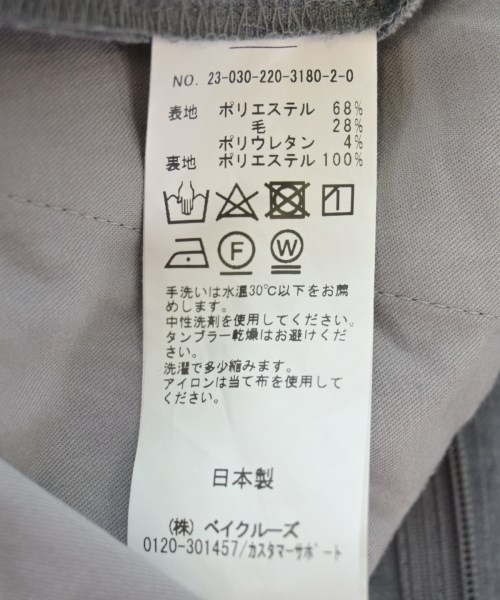 NO. 23-030-220-3180-2-0
表地 ポリエステル 68%
毛 28%
ポリウレタン 4%
裏地 ポリエステル 100%
F W
手洗いは水温30℃以下をお薦
めします。
中性洗剤を使用してください。
タンブラー乾燥はお避けくださ
い。
洗濯で多少縮みます。
アイロンは当て布を使用して
ください。
日本製
(株) ベイクルーズ
0120-301457/カスタマーサポート